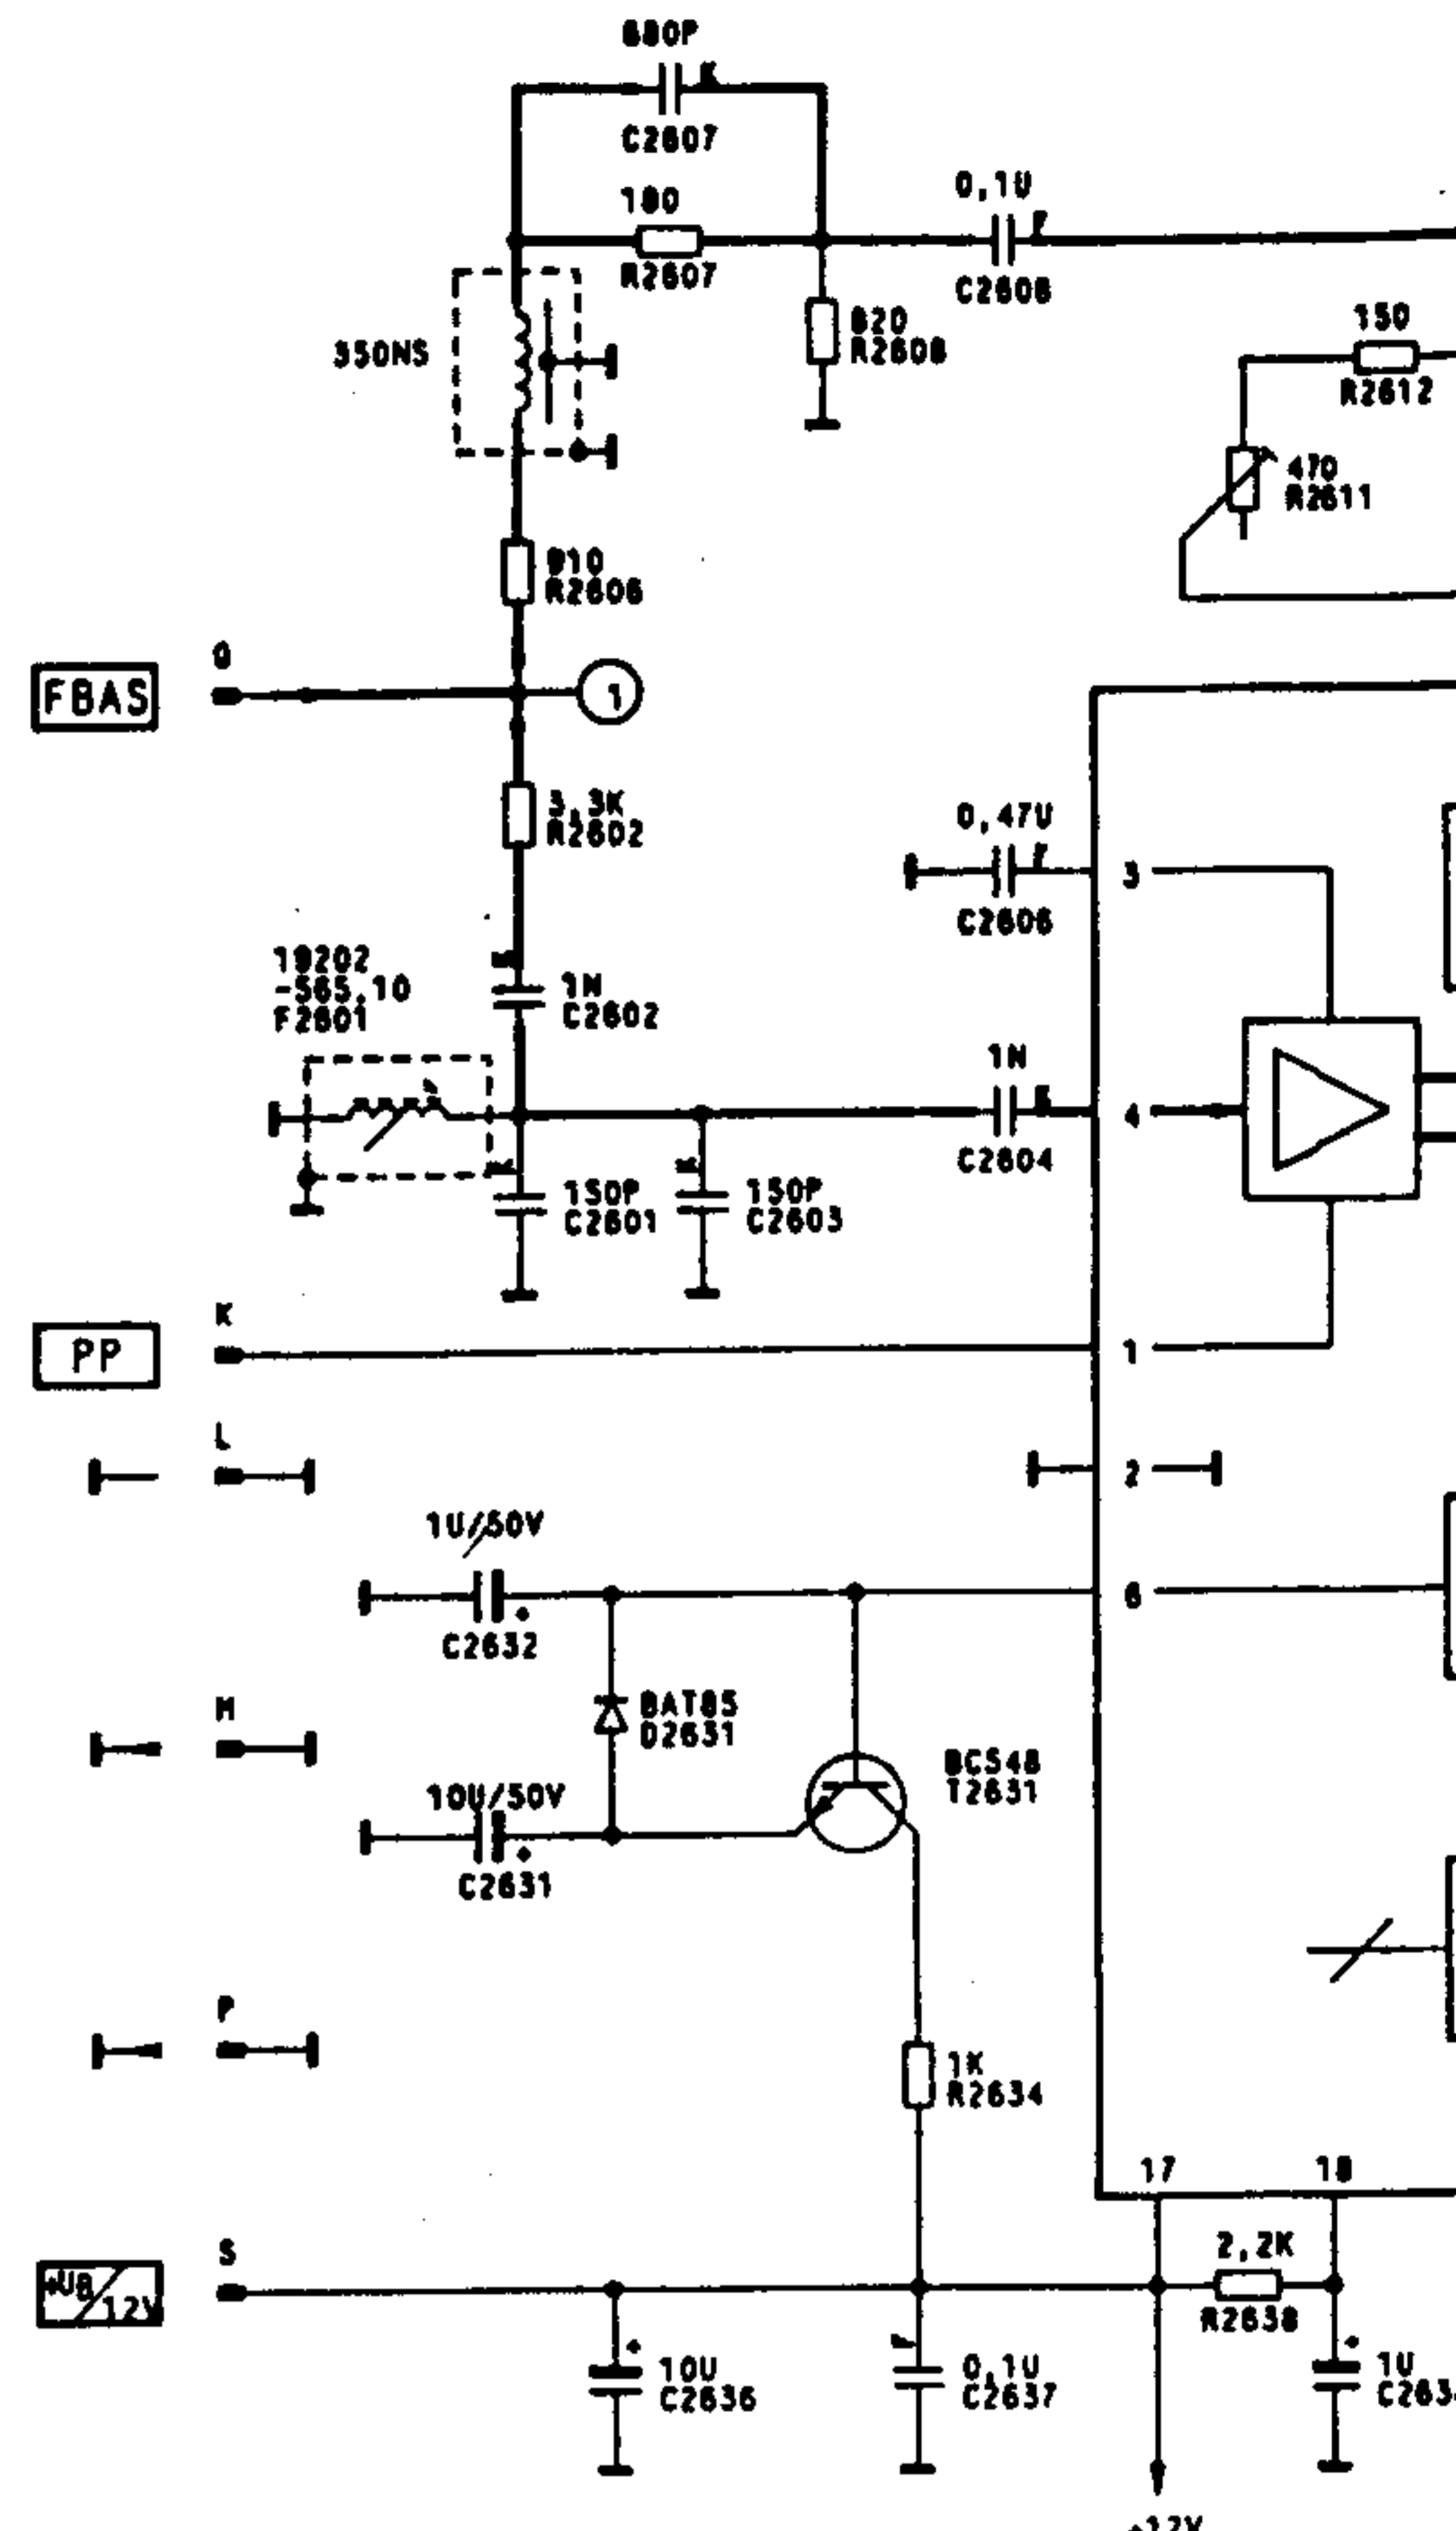 680P
K
C2607
180
R2607
0,1U
F
C2608
820
R2608
350NS
150
R2612
470
R2611
910
R2606
FBAS
1
3,3K
R2602
0,47U
F
C2606
3
19202
-565.10
F2601
K
1N
C2602
1N
K
C2604
4
K
150P
C2601
K
150P
C2603
PP
K
1
L
2
1U/50V
+
C2632
6
M
BAT85
D2631
BC548
T2631
10U/50V
+
C2631
P
1K
R2634
17
18
+UB/12V
S
2,2K
R2638
+
10U
C2636
F
0,1U
C2637
+
1U
+12V